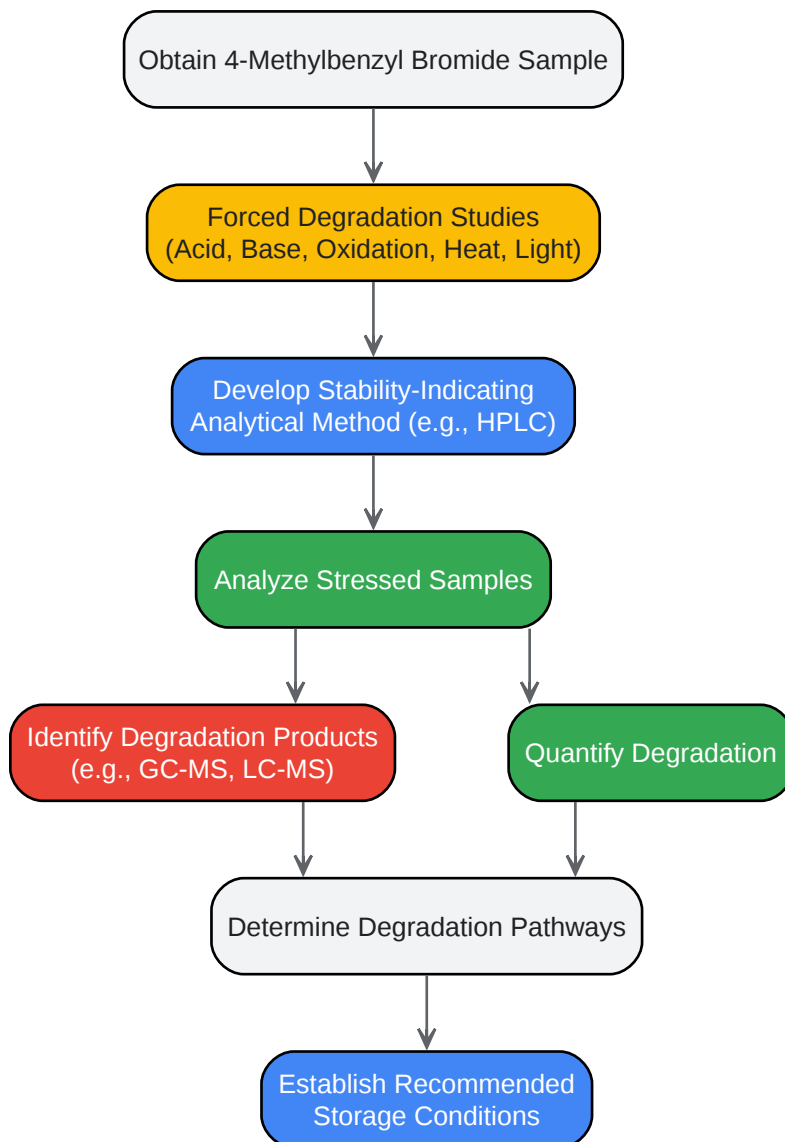 Obtain 4-Methylbenzyl Bromide Sample
Forced Degradation Studies
(Acid, Base, Oxidation, Heat, Light)
Develop Stability-Indicating
Analytical Method (e.g., HPLC)
Analyze Stressed Samples
Identify Degradation Products
(e.g., GC-MS, LC-MS)
Quantify Degradation
Determine Degradation Pathways
Establish Recommended
Storage Conditions